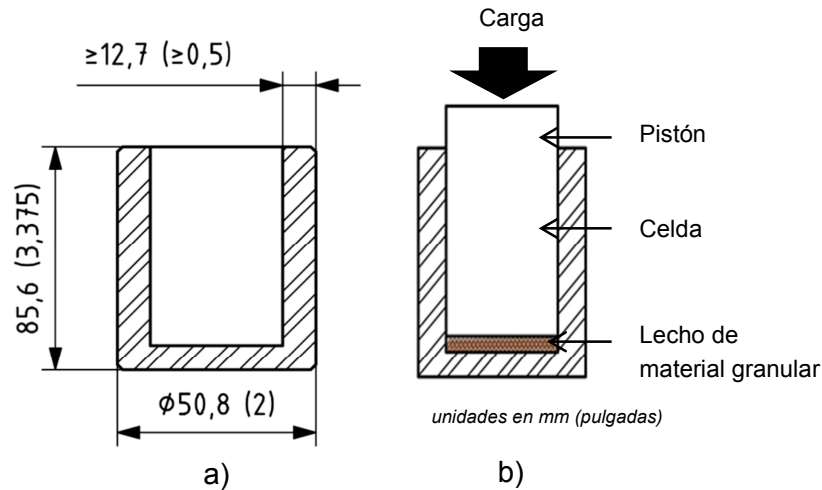 Carga
≥12,7 (≥0,5)
Pistón
Celda
85,6 (3,375)
Lecho de
material granular
⌀50,8 (2)
unidades en mm (pulgadas)
a)
b)